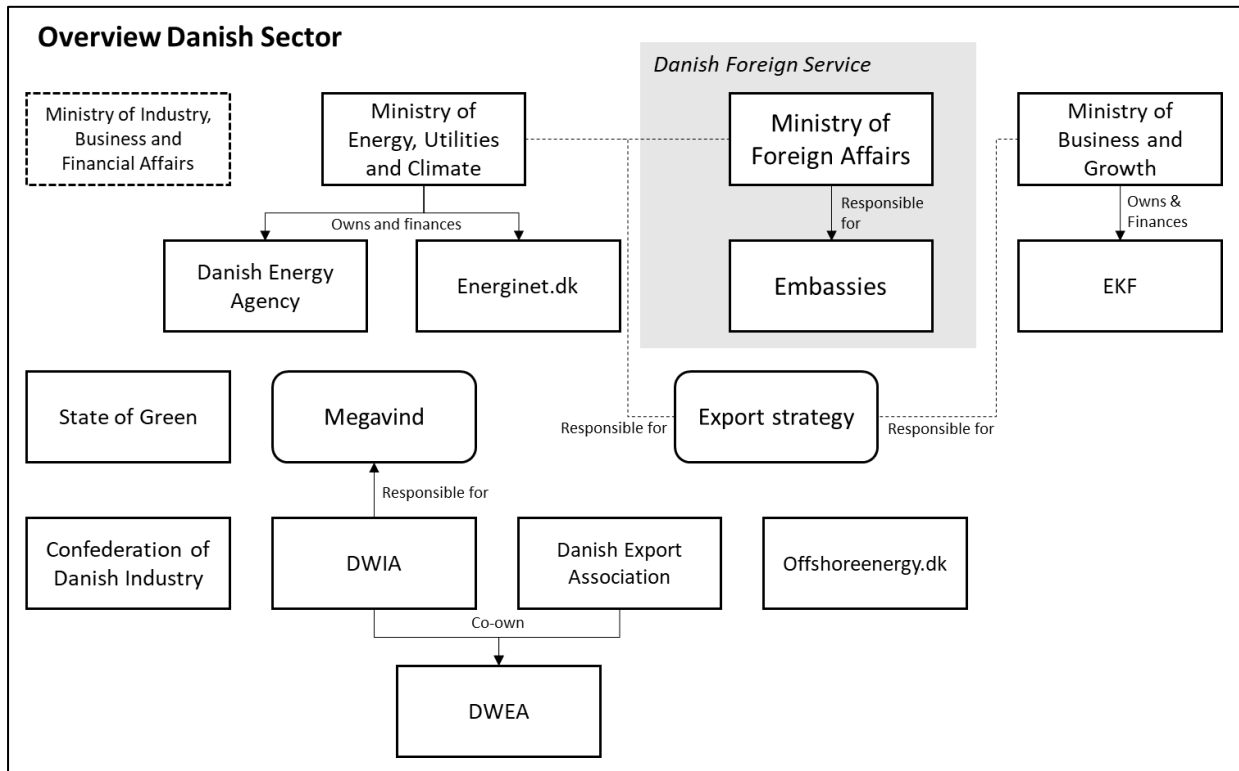 Overview Danish Sector
Danish Foreign Service
Ministry of Industry,
Business and
Financial Affairs
Ministry of
Energy, Utilities
and Climate
Ministry of
Foreign Affairs
Ministry of
Business and
Growth
Owns and finances
Responsible
for
Owns &
Finances
Danish Energy
Agency
Energinet.dk
Embassies
EKF
State of Green
Megavind
Responsible for
Export strategy
Responsible for
Responsible for
Confederation of
Danish Industry
DWIA
Danish Export
Association
Offshoreenergy.dk
Co-own
DWEA